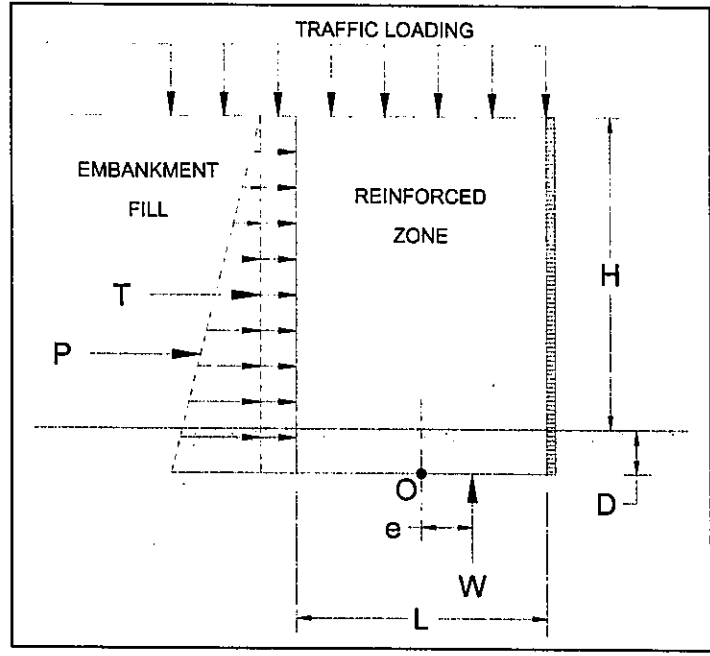 TRAFFIC LOADING
EMBANKMENT
FILL
REINFORCED
ZONE
H
T
P
O
D
e
W
L